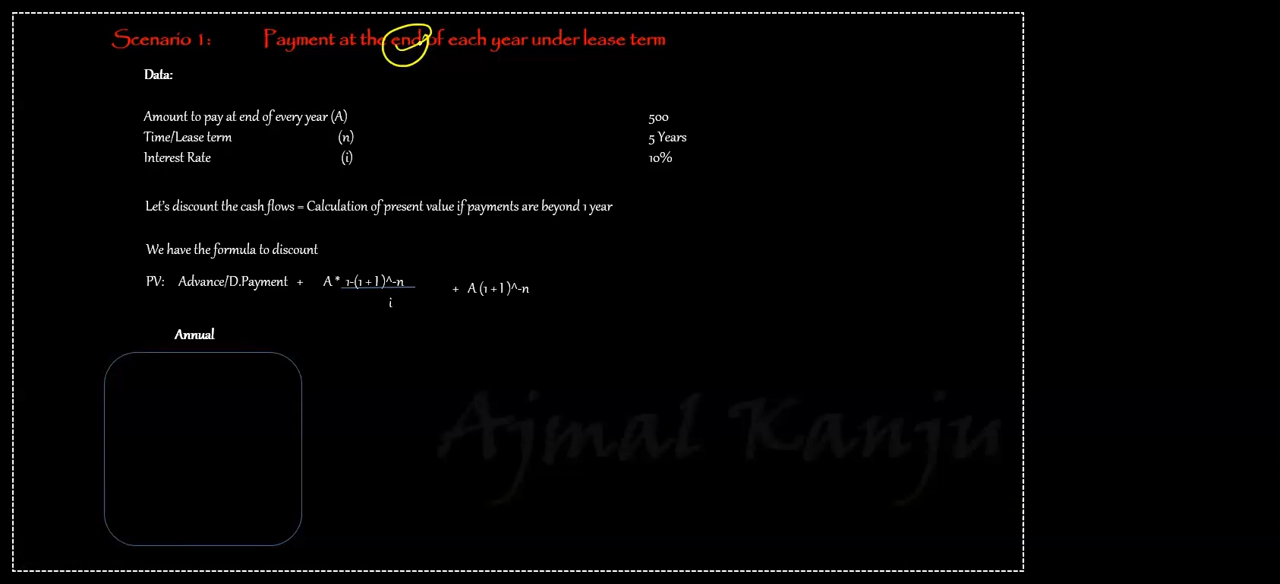 Scenario 1: Payment at the end of each year under lease term
Data:
Amount to pay at end of every year (A) 500
Time/Lease term (n) 5 Years
Interest Rate (i) 10%
Let's discount the cash flows = Calculation of present value if payments are beyond 1 year
We have the formula to discount
PV: Advance/D.Payment + A * 1-(1+1)^-n + A (1+1)^-n
i
Annual
Ajmal Kanju